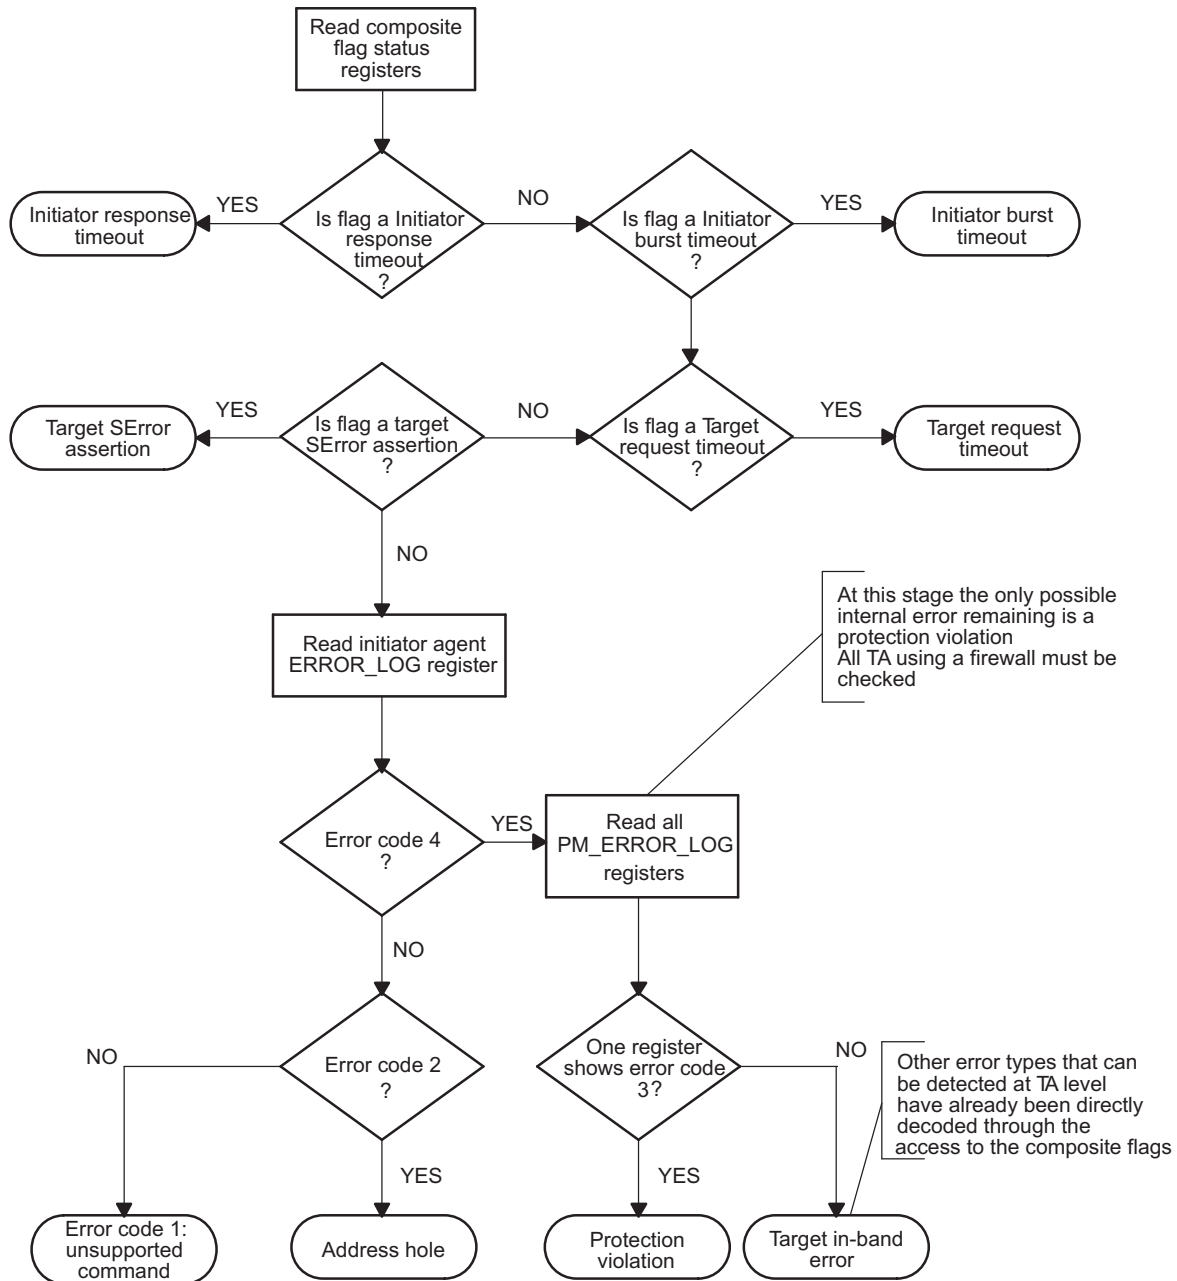 Read composite
flag status
registers
YES
NO
YES
Initiator response
timeout
Is flag a Initiator
response
timeout
?
Is flag a Initiator
burst timeout
?
Initiator burst
timeout
YES
NO
YES
Target SError
assertion
Is flag a target
SError assertion
?
Is flag a Target
request timeout
?
Target request
timeout
NO
At this stage the only possible
internal error remaining is a
protection violation
All TA using a firewall must be
checked
Read initiator agent
ERROR_LOG register
Error code 4
?
YES
Read all
PM_ERROR_LOG
registers
NO
NO
Error code 2
?
One register
shows error code
3?
NO
Other error types that can
be detected at TA level
have already been directly
decoded through the
access to the composite flags
YES
YES
Error code 1:
unsupported
command
Address hole
Protection
violation
Target in-band
error